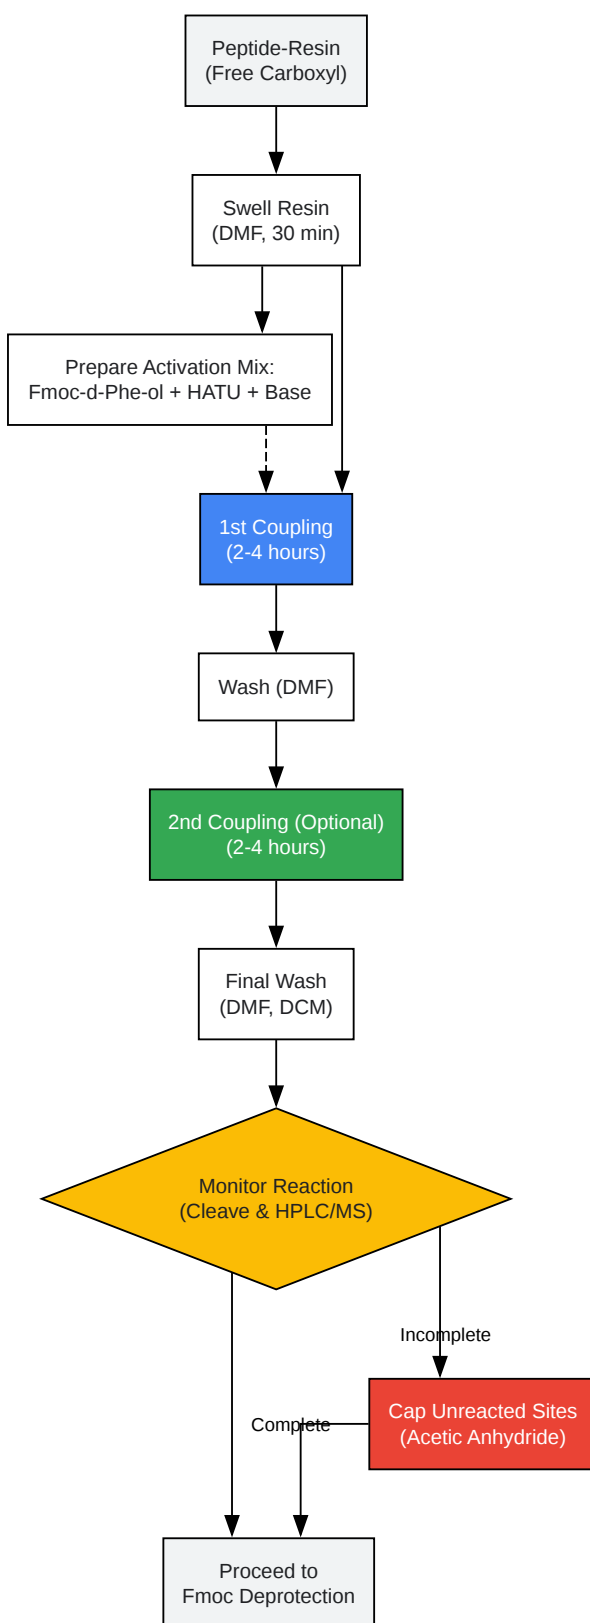 Peptide-Resin
(Free Carboxyl)
Swell Resin
(DMF, 30 min)
Prepare Activation Mix:
Fmoc-d-Phe-ol + HATU + Base
1st Coupling
(2-4 hours)
Wash (DMF)
2nd Coupling (Optional)
(2-4 hours)
Final Wash
(DMF, DCM)
Monitor Reaction
(Cleave & HPLC/MS)
Incomplete
Cap Unreacted Sites
(Acetic Anhydride)
Complete
Proceed to
Fmoc Deprotection